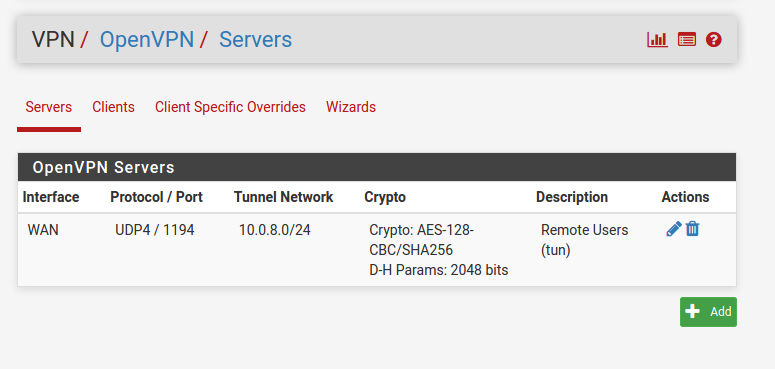 VPN / OpenVPN / Servers
Servers Clients Client Specific Overrides Wizards
OpenVPN Servers
Interface Protocol / Port Tunnel Network Crypto Description Actions
WAN UDP4 / 1194 10.0.8.0/24 Crypto: AES-128- Remote Users
CBC/SHA256 (tun)
D-H Params: 2048 bits
Add